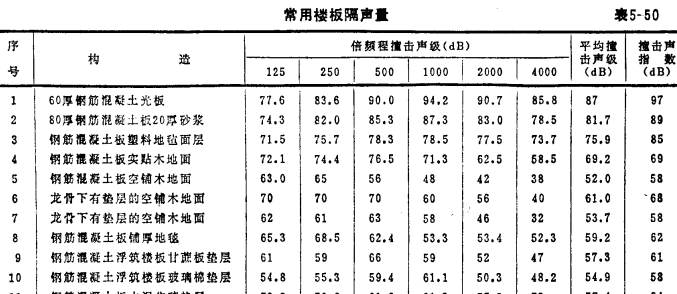 常用楼板隔声量 表5-50
序号 构造 倍频程撞击声级(dB) 平均撞击声级(dB) 撞击声指数(dB)
125 250 500 1000 2000 4000
1 60厚钢筋混凝土光板 77.6 83.6 90.0 94.2 90.7 85.8 87 97
2 80厚钢筋混凝土板20厚砂浆 74.3 82.0 85.3 87.3 83.0 78.5 81.7 89
3 钢筋混凝土板塑料地毡面层 71.5 75.7 78.3 78.5 77.5 73.7 75.9 85
4 钢筋混凝土板实贴木地面 72.1 74.4 76.5 71.3 62.5 58.5 69.2 69
5 钢筋混凝土板空铺木地面 63.0 65 56 48 42 38 52.0 58
6 龙骨下有垫层的空铺木地面 70 70 70 60 56 40 61.0 68
7 龙骨下有垫层的空铺木地面 62 61 63 58 46 32 53.7 58
8 钢筋混凝土板铺厚地毯 65.3 68.5 62.4 53.3 53.4 52.3 59.2 62
9 钢筋混凝土浮筑楼板甘蔗板垫层 61 59 66 59 52 47 57.3 61
10 钢筋混凝土浮筑楼板玻璃棉垫层 54.8 55.3 59.4 61.1 50.3 48.2 54.9 58